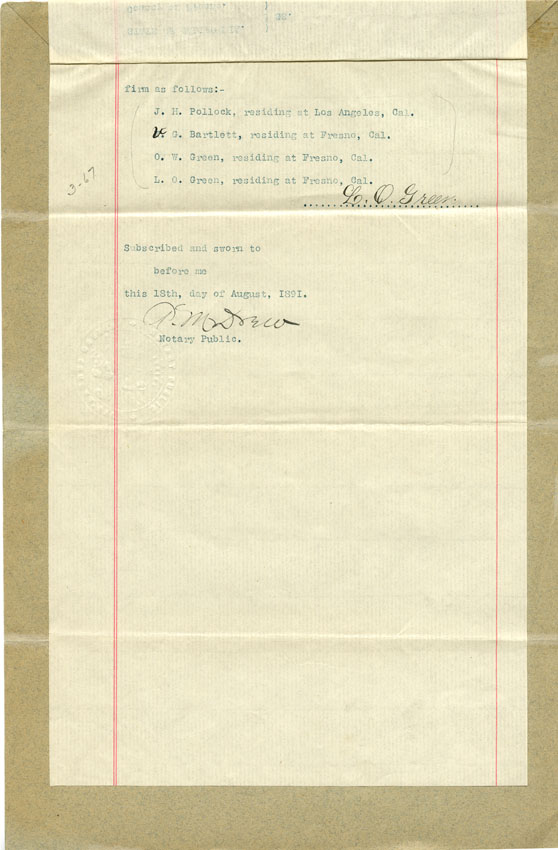 firm as follows:-
J. H. Pollock, residing at Los Angeles, Cal.
V. G. Bartlett, residing at Fresno, Cal.
O. W. Green, residing at Fresno, Cal.
L. O. Green, residing at Fresno, Cal.
3-67
L. O. Green
Subscribed and sworn to
before me
this 18th, day of August, 1891.
A. M. Drew
Notary Public.